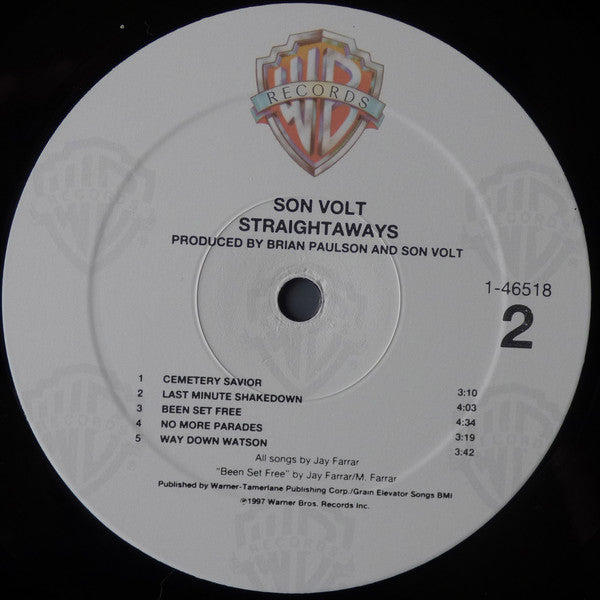 WB
RECORDS
SON VOLT
STRAIGHTAWAYS
PRODUCED BY BRIAN PAULSON AND SON VOLT
1-46518
2
1 CEMETERY SAVIOR 3:10
2 LAST MINUTE SHAKEDOWN 4:03
3 BEEN SET FREE 4:34
4 NO MORE PARADES 3:19
5 WAY DOWN WATSON 3:42
All songs by Jay Farrar
"Been Set Free" by Jay Farrar/M. Farrar
Published by Warner-Tamerlane Publishing Corp./Grain Elevator Songs BMI
℗1997 Warner Bros. Records Inc.